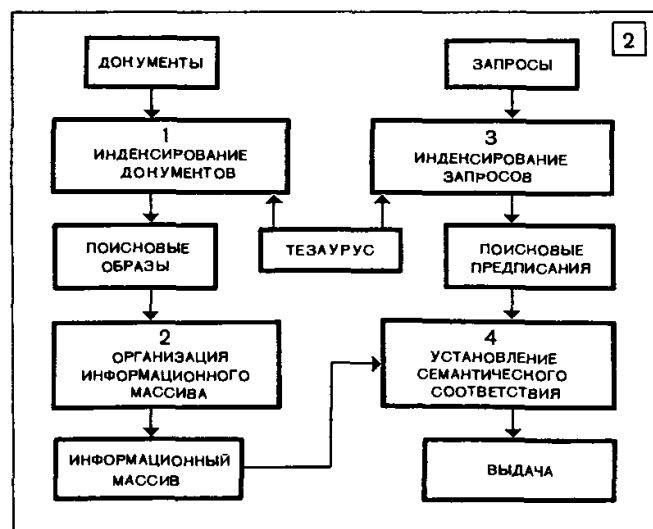 2
ДОКУМЕНТЫ
ЗАПРОСЫ
1
ИНДЕКСИРОВАНИЕ
ДОКУМЕНТОВ
3
ИНДЕКСИРОВАНИЕ
ЗАПРОСОВ
ПОИСКОВЫЕ
ОБРАЗЫ
ТЕЗАУРУС
ПОИСКОВЫЕ
ПРЕДПИСАНИЯ
2
ОРГАНИЗАЦИЯ
ИНФОРМАЦИОННОГО
МАССИВА
4
УСТАНОВЛЕНИЕ
СЕМАНТИЧЕСКОГО
СООТВЕТСТВИЯ
ИНФОРМАЦИОННЫЙ
МАССИВ
ВЫДАЧА